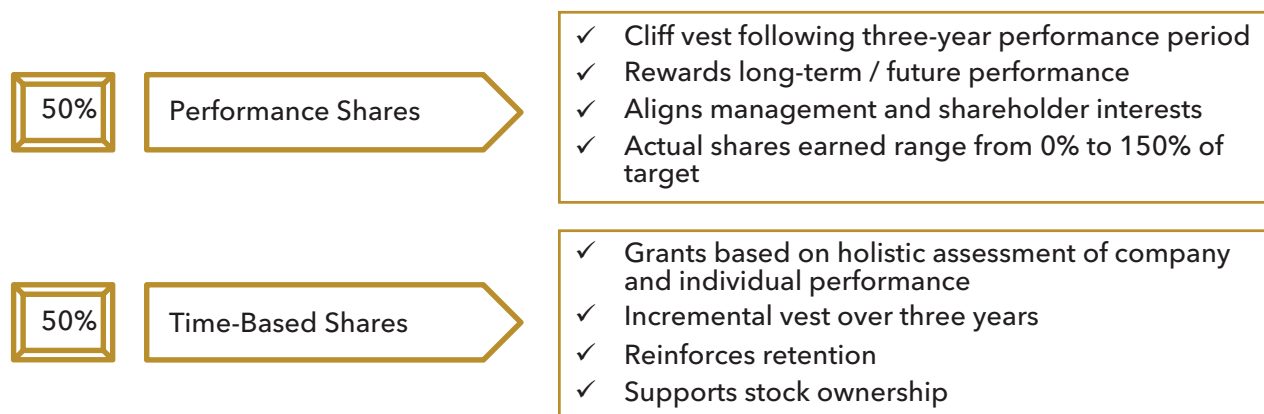 50%
Performance Shares
✓ Cliff vest following three-year performance period
✓ Rewards long-term / future performance
✓ Aligns management and shareholder interests
✓ Actual shares earned range from 0% to 150% of
target
50%
Time-Based Shares
✓ Grants based on holistic assessment of company
and individual performance
✓ Incremental vest over three years
✓ Reinforces retention
✓ Supports stock ownership